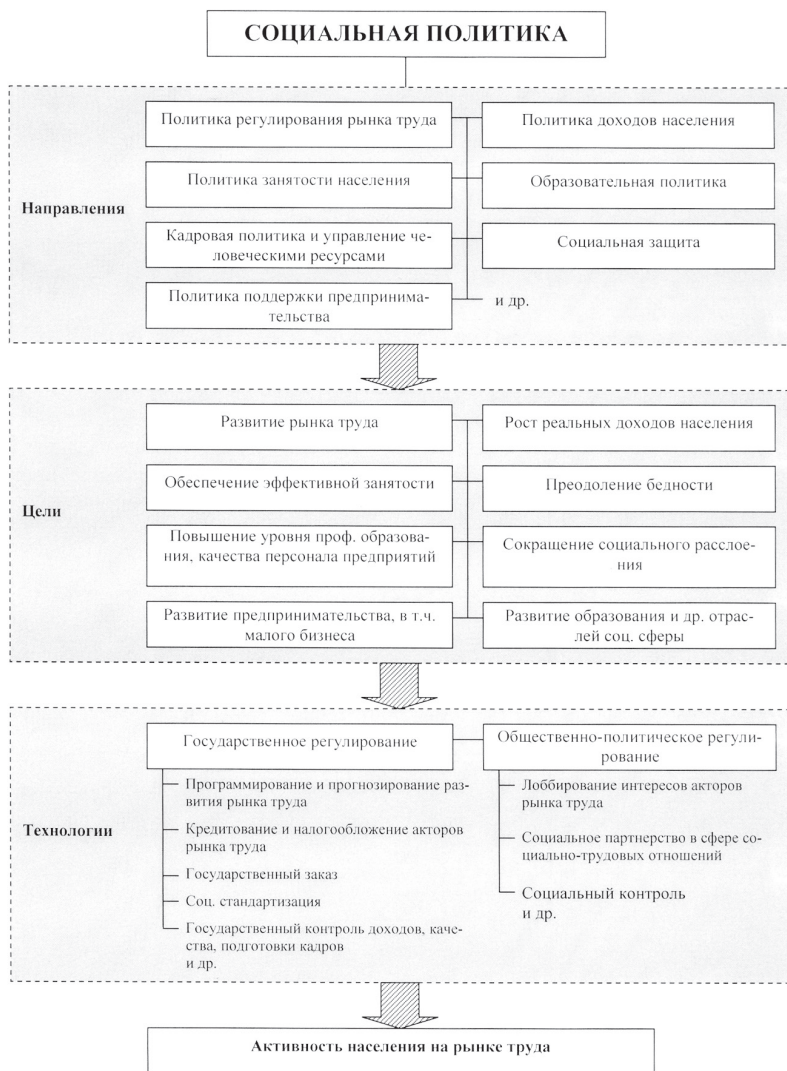 СОЦИАЛЬНАЯ ПОЛИТИКА
Направления
Политика регулирования рынка труда
Политика доходов населения
Политика занятости населения
Образовательная политика
Кадровая политика и управление че-
ловеческими ресурсами
Социальная защита
Политика поддержки предпринима-
тельства
и др.
Цели
Развитие рынка труда
Рост реальных доходов населения
Обеспечение эффективной занятости
Преодоление бедности
Повышение уровня проф. образова-
ния, качества персонала предприятий
Сокращение социального расслое-
ния
Развитие предпринимательства, в т.ч.
малого бизнеса
Развитие образования и др. отрас-
лей соц. сферы
Технологии
Государственное регулирование
Программирование и прогнозирование раз-
вития рынка труда
Кредитование и налогообложение акторов
рынка труда
Государственный заказ
Соц. стандартизация
Государственный контроль доходов, каче-
ства, подготовки кадров
и др.
Общественно-политическое регули-
рование
Лоббирование интересов акторов
рынка труда
Социальное партнерство в сфере со-
циально-трудовых отношений
Социальный контроль
и др.
Активность населения на рынке труда